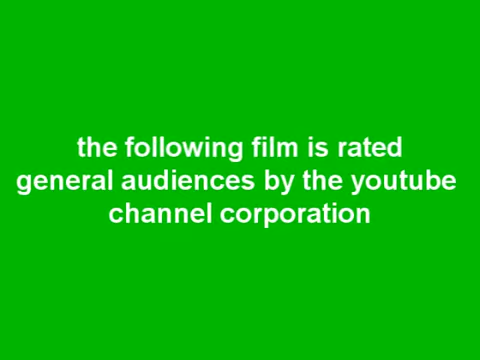 the following film is rated
general audiences by the youtube
channel corporation